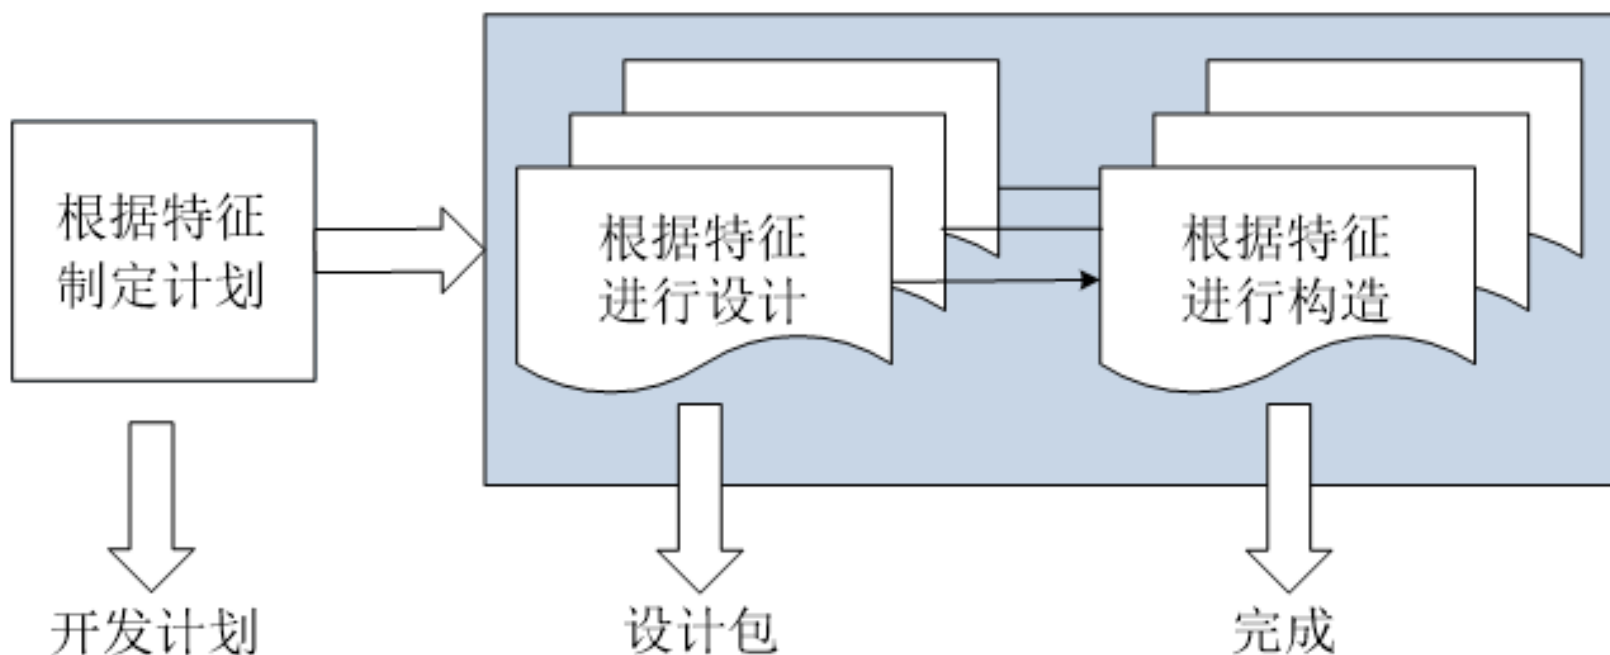 根据特征
制定计划
根据特征
进行设计
根据特征
进行构造
开发计划
设计包
完成